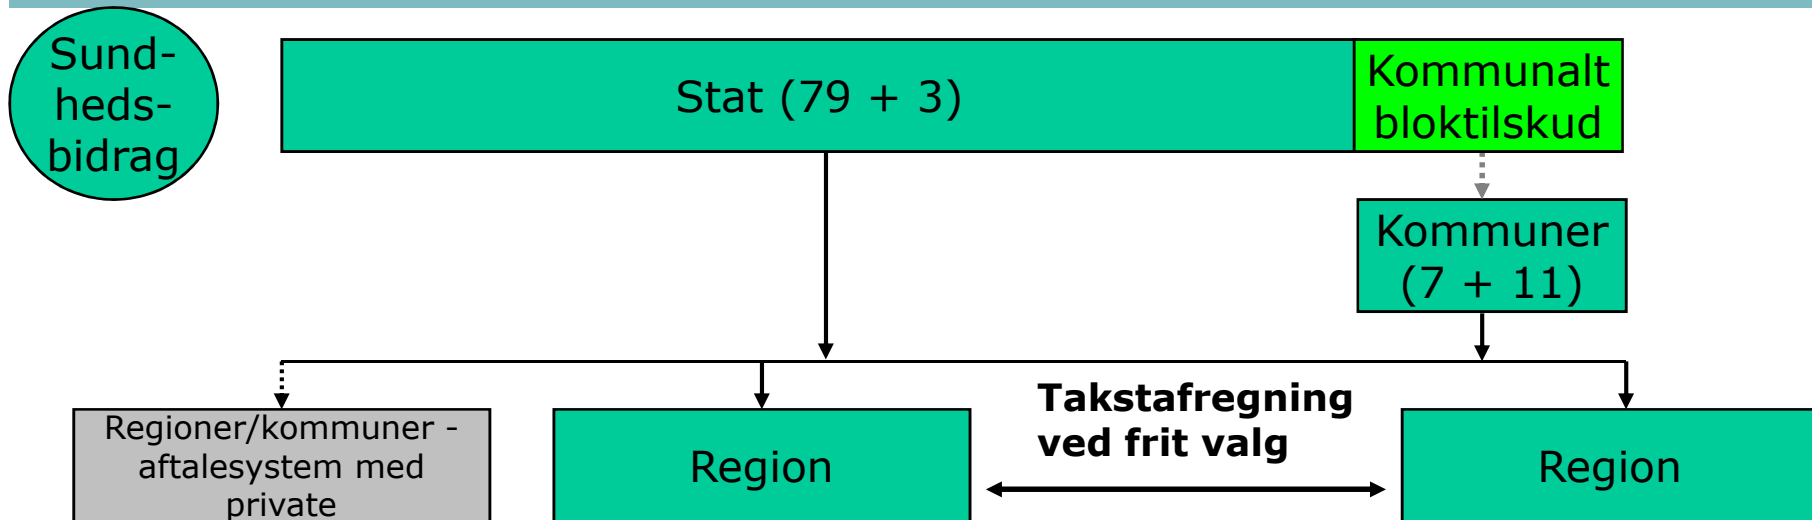 Sund-
heds-
bidrag
Stat (79 + 3)
Kommunalt
bloktilskud
Kommuner
(7 + 11)
Takstafregning
ved frit valg
Regioner/kommuner -
aftalesystem med
private
Region
Region